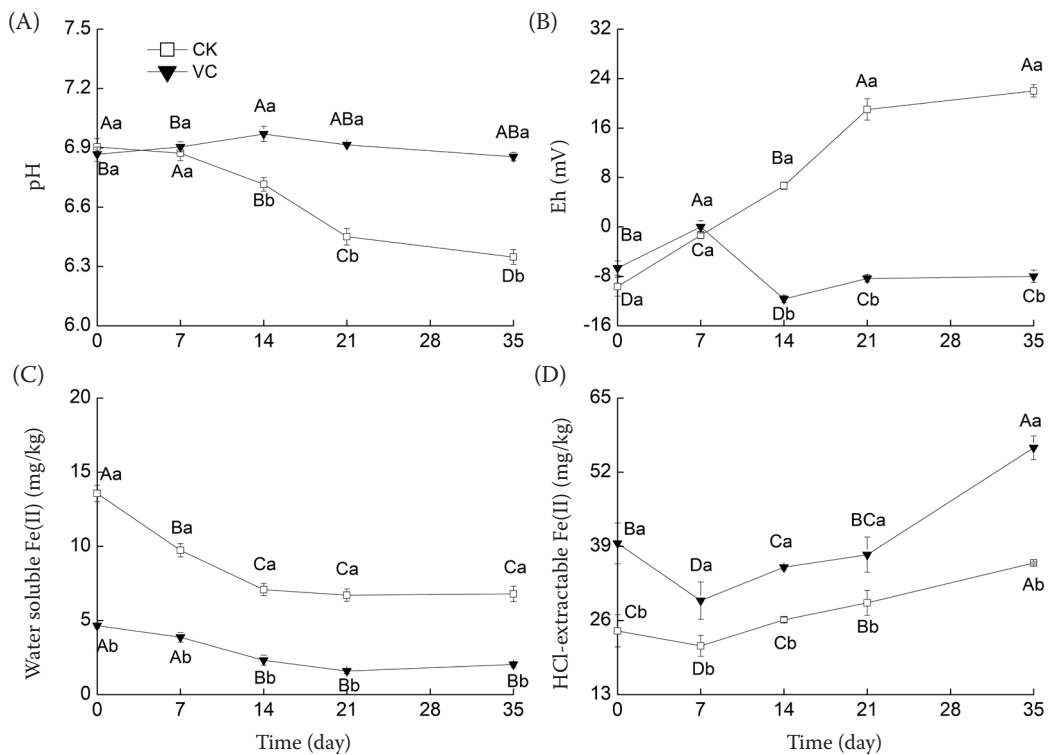 (A)
7.5
7.2
6.9
6.6
6.3
6.0
pH
CK
VC
Aa
Ba
Aa
ABa
ABa
Ba
Aa
Bb
Cb
Db
0 7 14 21 28 35
(B)
32
24
16
8
0
-8
-16
Eh (mV)
Aa
Aa
Ba
Aa
Ba
Ca
Da
Db
Cb
Cb
0 7 14 21 28 35
(C)
20
15
10
5
0
Water soluble Fe(II) (mg/kg)
Aa
Ba
Ca
Ca
Ca
Ab
Ab
Bb
Bb
Bb
0 7 14 21 28 35
Time (day)
(D)
65
52
39
26
13
HCl-extractable Fe(II) (mg/kg)
Aa
Ba
BCa
Ca
Da
Cb
Ab
Bb
Cb
Db
0 7 14 21 28 35
Time (day)